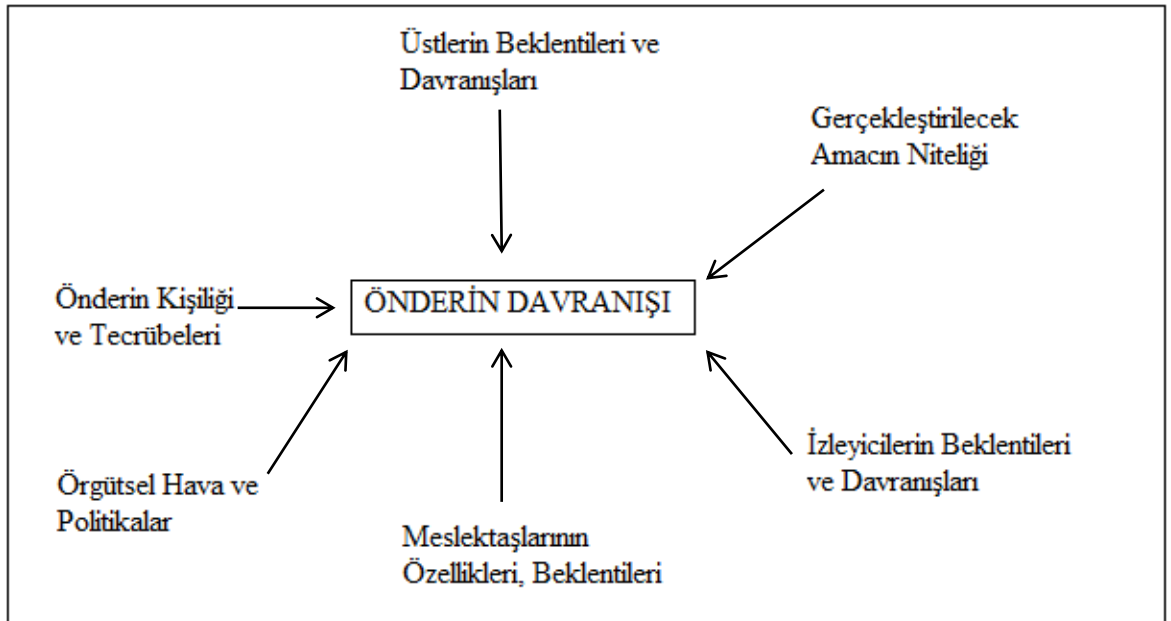 Üstlerin Beklentileri ve
Davranışları
Gerçekleştirilecek
Amacın Niteliği
Önderin Kişiliği
ve Tecrübeleri
ÖNDERİN DAVRANIŞI
İzleyicilerin Beklentileri
ve Davranışları
Örgütsel Hava ve
Politikalar
Meslektaşlarının
Özellikleri, Beklentileri